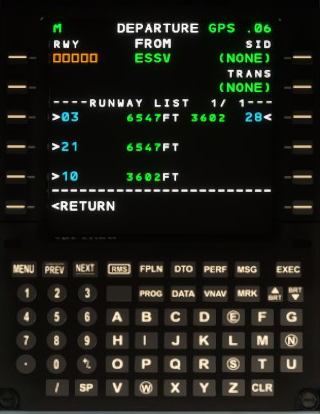 M DEPARTURE GPS .06
RWY FROM SID
□□□□□ ESSV (NONE)
TRANS
(NONE)
----RUNWAY LIST 1/ 1---
>03 6547FT 3602 28<
>21 6547FT
>10 3602FT
<RETURN
MENU PREV NEXT RMS FPLN DTO PERF MSG EXEC
1 2 3 PROG DATA VNAV MRK BRT BRT
4 5 6 A B C D E F G
7 8 9 H I J K L M N
· 0 +/- O P Q R S T U
/ SP V W X Y Z CLR